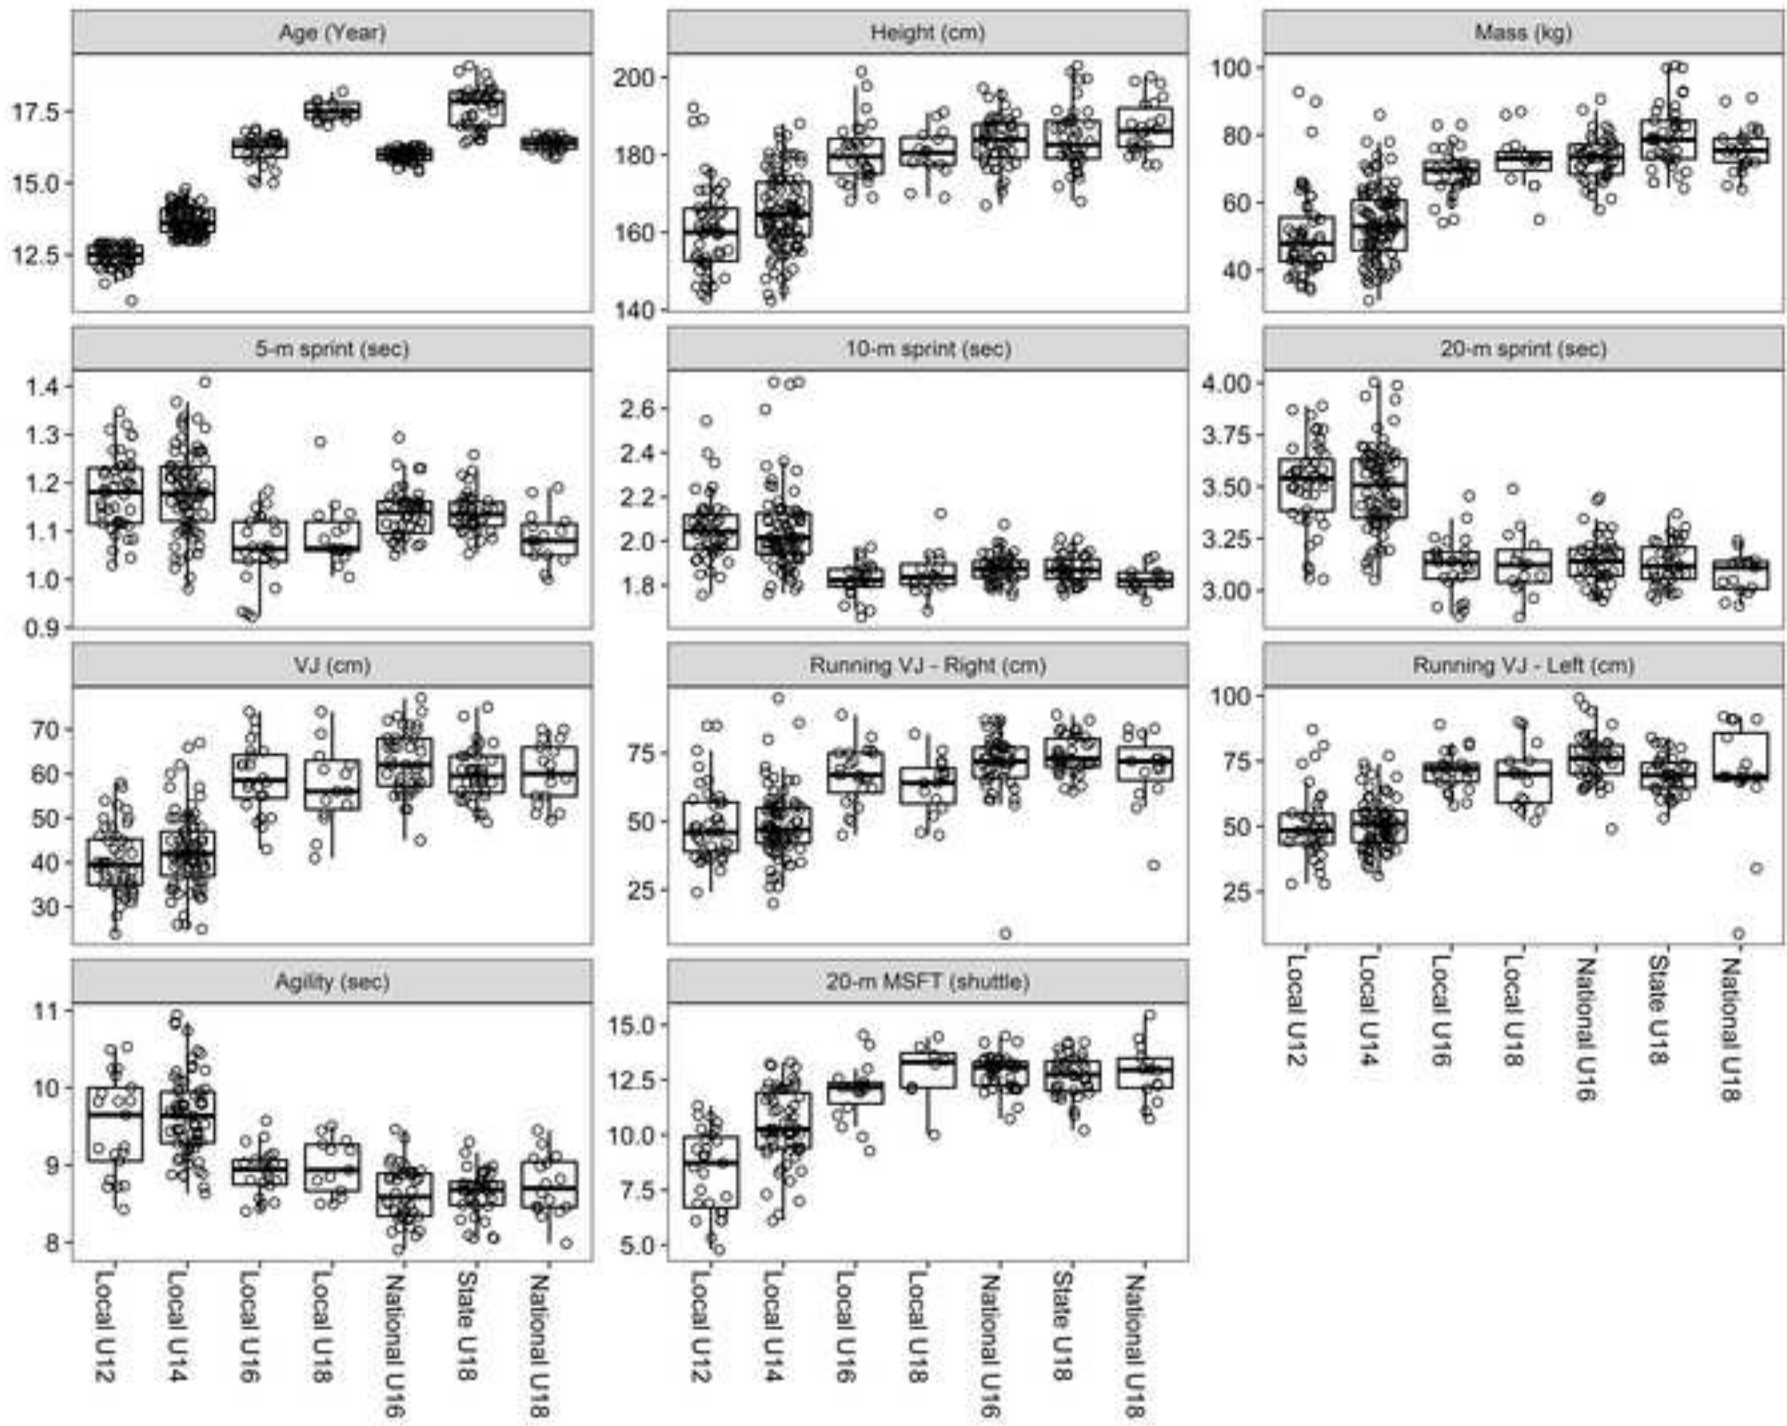 Age (Year)
17.5
15.0
12.5
Height (cm)
200
180
160
140
Mass (kg)
100
80
60
40
5-m sprint (sec)
1.4
1.3
1.2
1.1
1.0
0.9
10-m sprint (sec)
2.6
2.4
2.2
2.0
1.8
20-m sprint (sec)
4.00
3.75
3.50
3.25
3.00
VJ (cm)
70
60
50
40
30
Running VJ - Right (cm)
75
50
25
Running VJ - Left (cm)
100
75
50
25
Local U12
Local U14
Local U16
Local U18
National U16
State U18
National U18
Agility (sec)
11
10
9
8
Local U12
Local U14
Local U16
Local U18
National U16
State U18
National U18
20-m MSFT (shuttle)
15.0
12.5
10.0
7.5
5.0
Local U12
Local U14
Local U16
Local U18
National U16
State U18
National U18